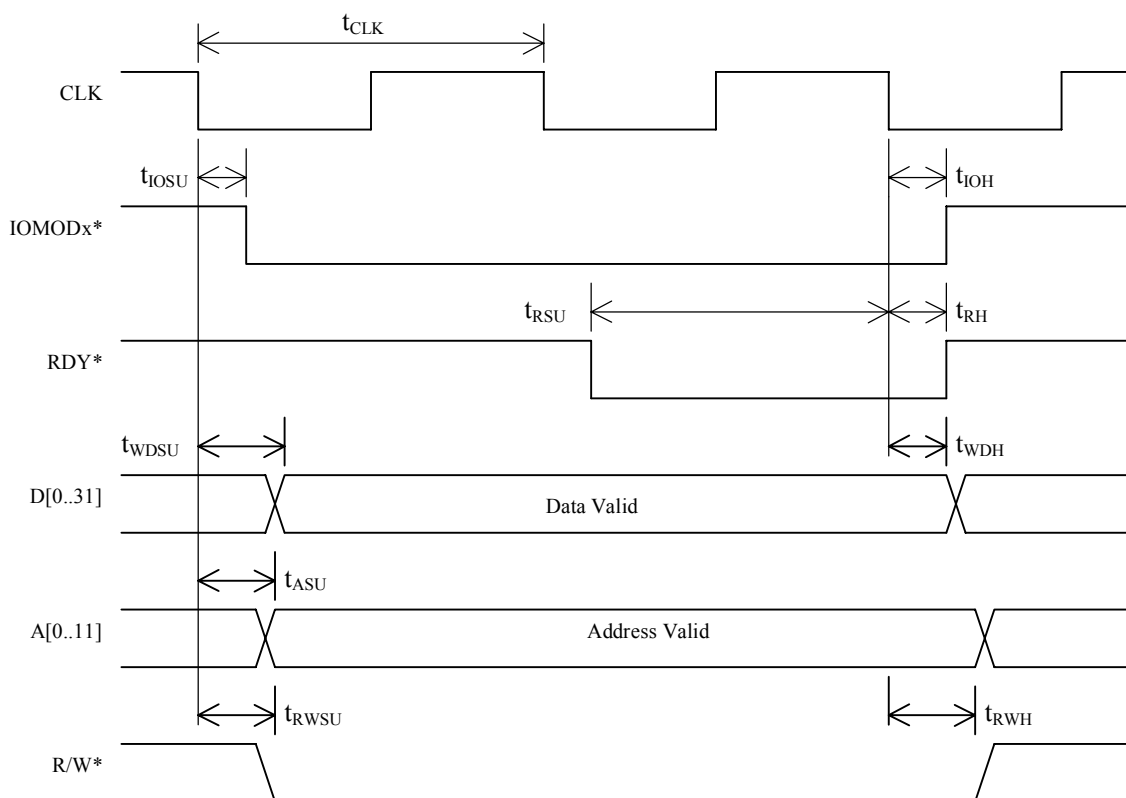 tCLK
CLK
tIOSU
tIOH
IOMODx*
tRSU
tRH
RDY*
tWDSU
tWDH
D[0..31]
Data Valid
tASU
A[0..11]
Address Valid
tRWSU
tRWH
R/W*